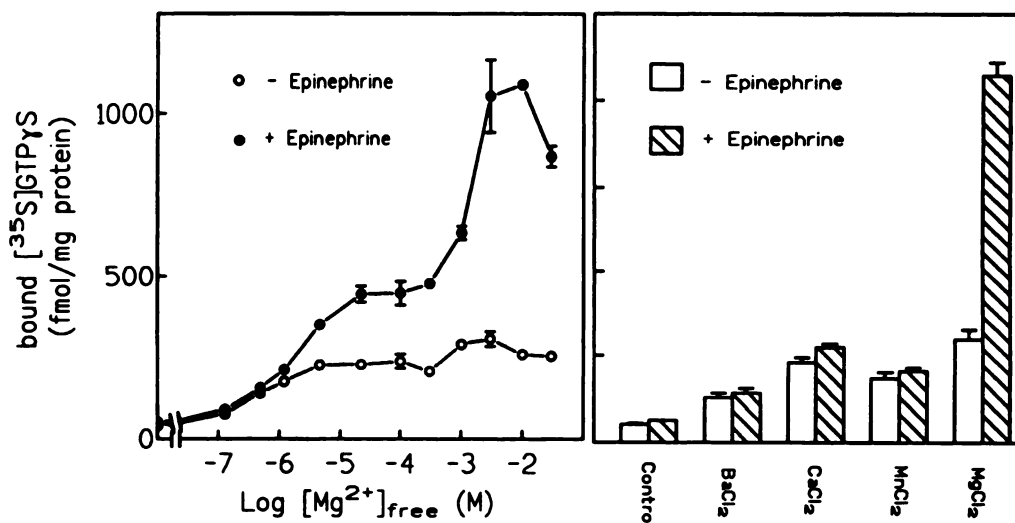 bound [³⁵S]GTPγS
(fmol/mg protein)
1000
500
0
- Epinephrine
+ Epinephrine
-7 -6 -5 -4 -3 -2
Log [Mg²⁺]free (M)
- Epinephrine
+ Epinephrine
Contro
BaCl₂
CaCl₂
MnCl₂
MgCl₂